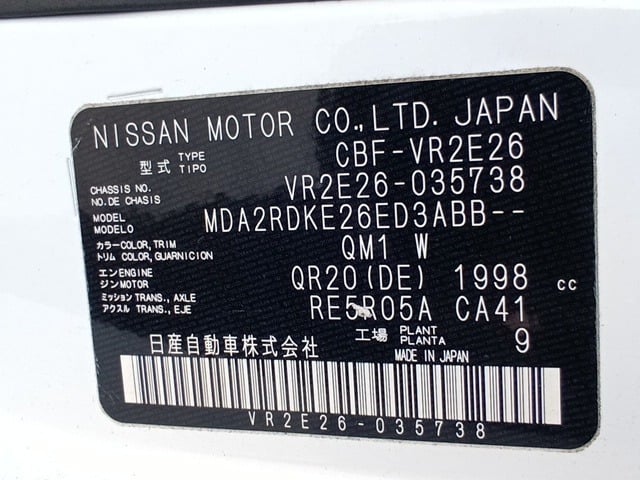 NISSAN MOTOR CO.,LTD. JAPAN
型式 TYPE TIPO CBF-VR2E26
CHASSIS NO. NO.DE CHASIS VR2E26-035738
MODEL MODELO MDA2RDKE26ED3ABB--
カラー COLOR,TRIM トリム COLOR,GUARNICION QM1 W
エンジン ENGINE MOTOR QR20(DE) 1998 cc
ミッション TRANS., AXLE アクスル TRANS., EJE RE5R05A CA41
工場 PLANT PLANTA 9
日産自動車株式会社 MADE IN JAPAN
VR2E26-035738